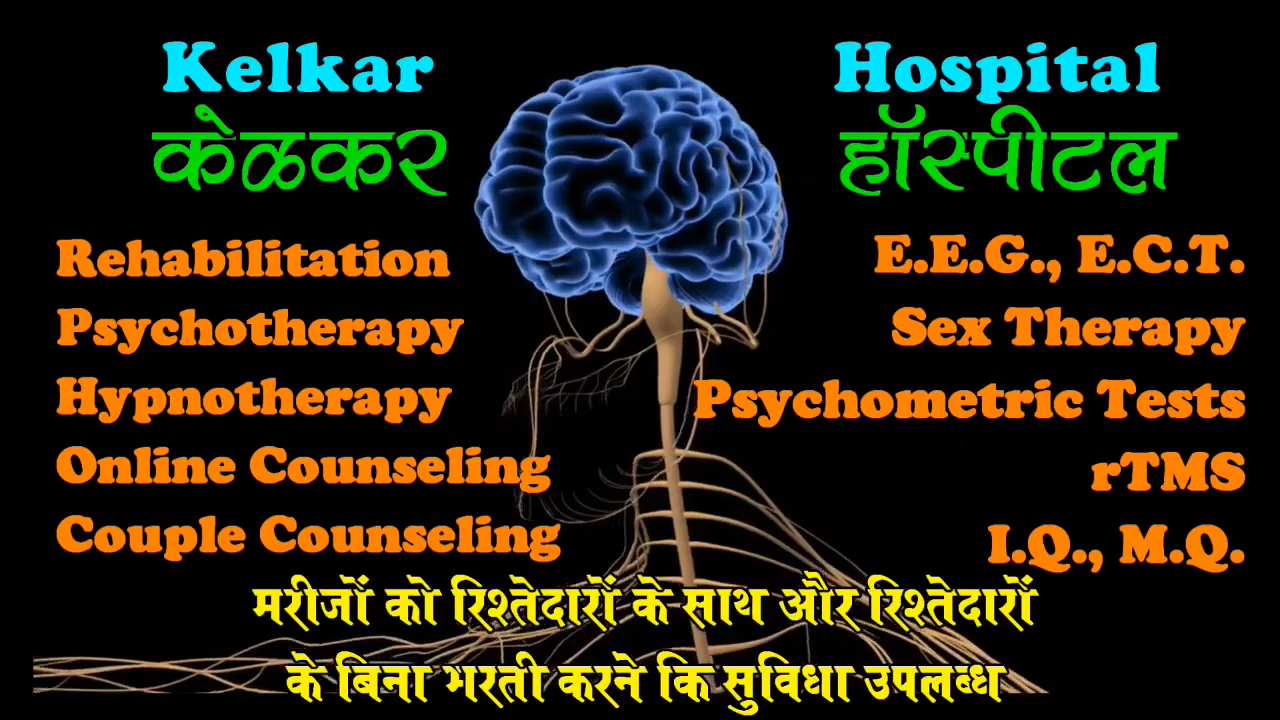 Kelkar Hospital
केळकर हॉस्पीटल
Rehabilitation
Psychotherapy
Hypnotherapy
Online Counseling
Couple Counseling
E.E.G., E.C.T.
Sex Therapy
Psychometric Tests
rTMS
I.Q., M.Q.
मरीजों को रिश्तेदारों के साथ और रिश्तेदारों
के बिना भरती करने कि सुविधा उपलब्ध